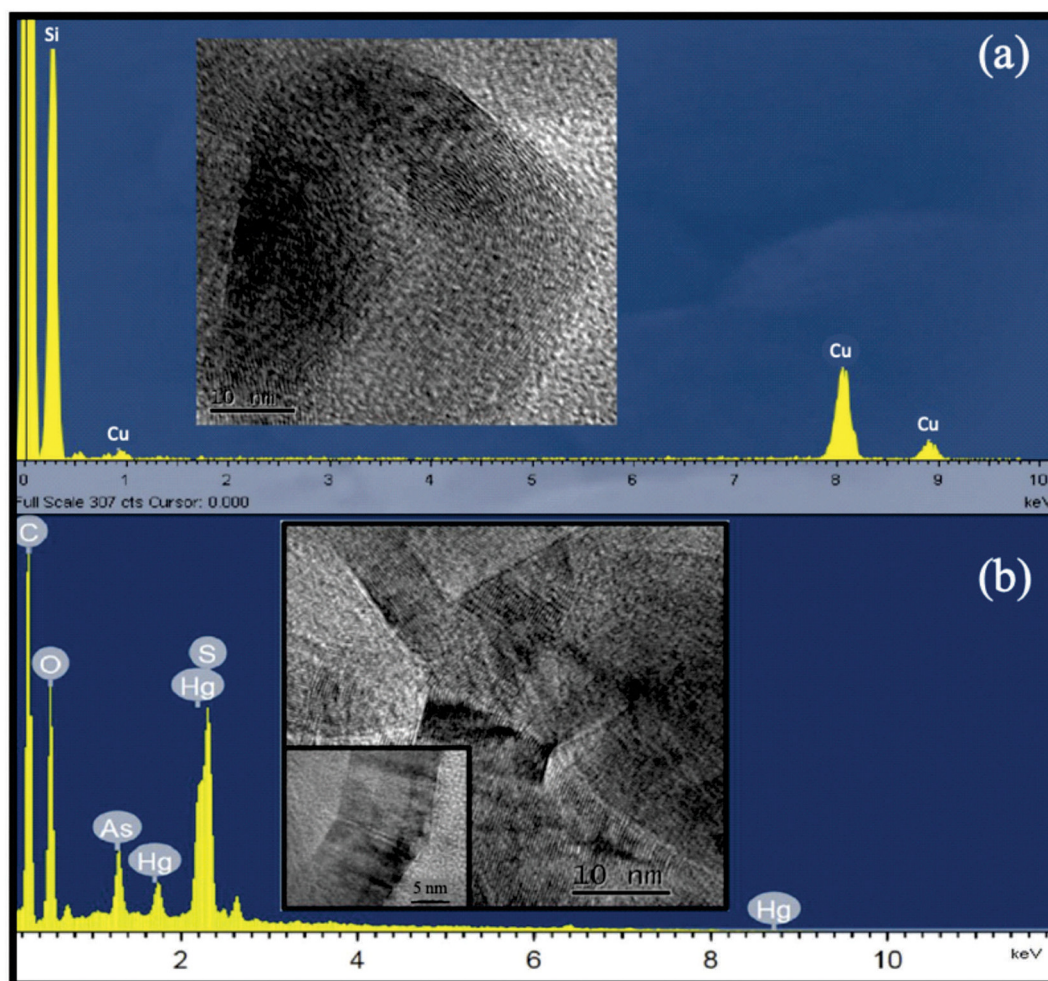 Si
(a)
10 nm
Cu
Cu
Cu
0 1 2 3 4 5 6 7 8 9 10
Full Scale 307 cts Cursor: 0.000 keV
C
(b)
O
S
Hg
As
Hg
5 nm
10 nm
Hg
2 4 6 8 10 keV